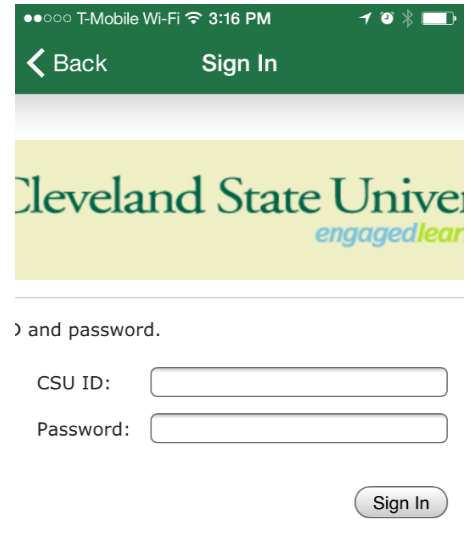 T-Mobile Wi-Fi 3:16 PM
Back Sign In
Cleveland State Univer
engagedlear
and password.
CSU ID:
Password:
Sign In